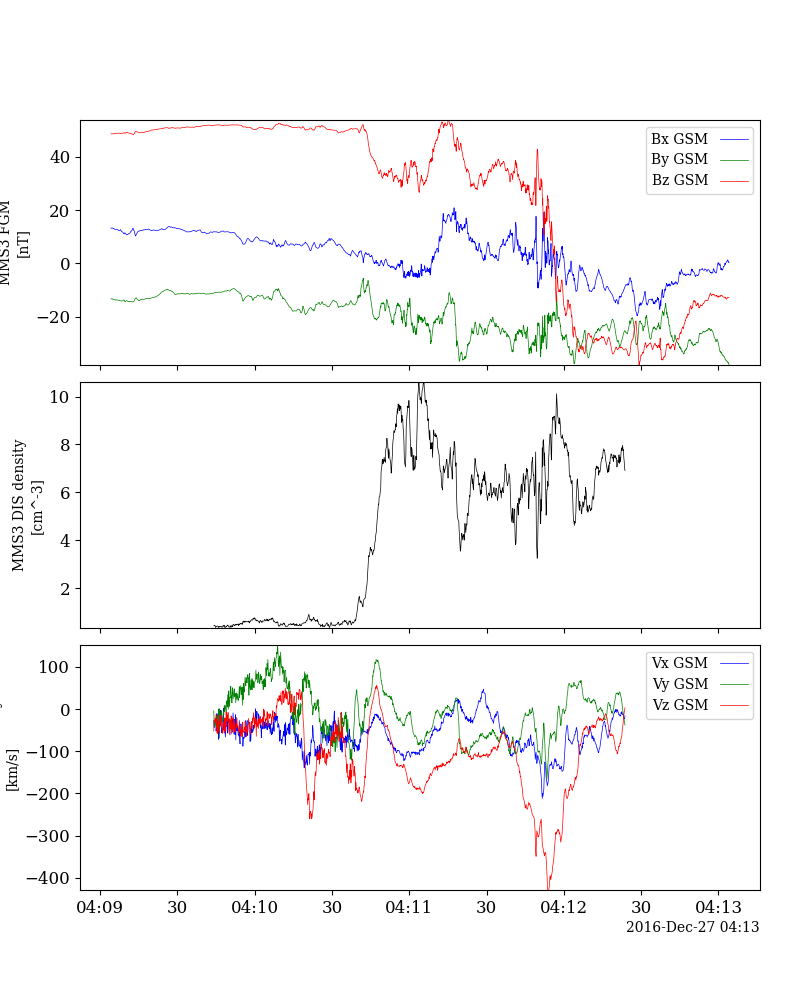 Bx GSM
By GSM
Bz GSM
40
20
0
−20
MMS3 FGM
[nT]
10
8
6
4
2
MMS3 DIS density
[cm^-3]
Vx GSM
Vy GSM
Vz GSM
100
0
−100
−200
−300
−400
[km/s]
04:09
30
04:10
30
04:11
30
04:12
30
04:13
2016-Dec-27 04:13